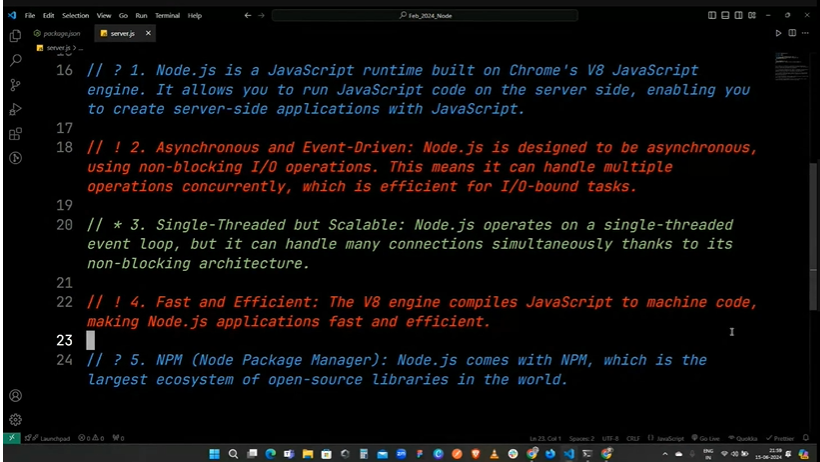 File Edit Selection View Go Run Terminal Help
Feb_2024_Node
package.json
server.js
server.js > ...
16 // ? 1. Node.js is a JavaScript runtime built on Chrome's V8 JavaScript
engine. It allows you to run JavaScript code on the server side, enabling you
to create server-side applications with JavaScript.
17
18 // ! 2. Asynchronous and Event-Driven: Node.js is designed to be asynchronous,
using non-blocking I/O operations. This means it can handle multiple
operations concurrently, which is efficient for I/O-bound tasks.
19
20 // * 3. Single-Threaded but Scalable: Node.js operates on a single-threaded
event loop, but it can handle many connections simultaneously thanks to its
non-blocking architecture.
21
22 // ! 4. Fast and Efficient: The V8 engine compiles JavaScript to machine code,
making Node.js applications fast and efficient.
23
24 // ? 5. NPM (Node Package Manager): Node.js comes with NPM, which is the
largest ecosystem of open-source libraries in the world.
Launchpad 0 0 0 Ln 23, Col 1 Spaces: 2 UTF-8 CRLF JavaScript Go Live Quokka Prettier
ENG IN 21:59 15-06-2024